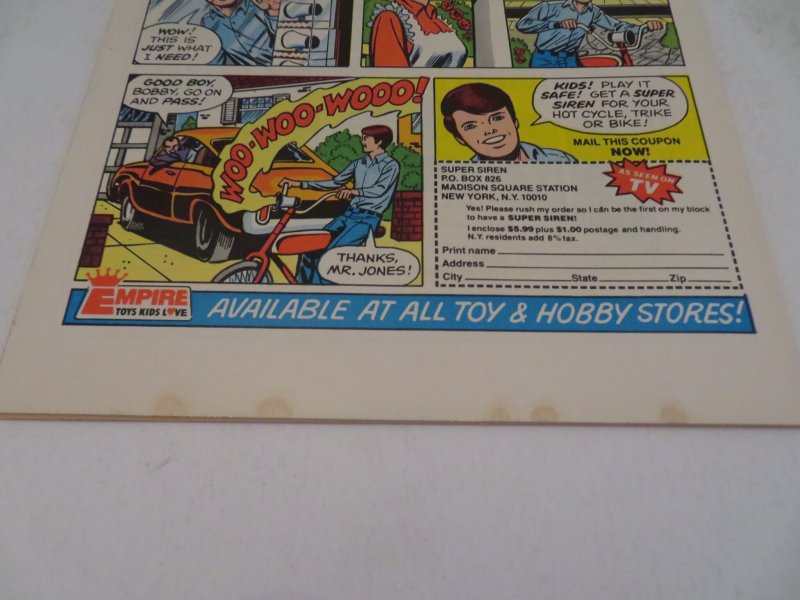 WOW!
THIS IS
JUST WHAT
I NEED!
GOOD BOY,
BOBBY, GO ON
AND PASS!
WOO-WOO-WOOO!
THANKS,
MR. JONES!
KIDS! PLAY IT
SAFE! GET A SUPER
SIREN FOR YOUR
HOT CYCLE, TRIKE
OR BIKE!
MAIL THIS COUPON
NOW!
AS SEEN ON
TV
SUPER SIREN
P.O. BOX 826
MADISON SQUARE STATION
NEW YORK, N.Y. 10010
Yes! Please rush my order so I can be the first on my block
to have a SUPER SIREN!
I enclose $5.99 plus $1.00 postage and handling.
N.Y. residents add 8% tax.
Print name
Address
City State Zip
EMPIRE
TOYS KIDS LOVE
AVAILABLE AT ALL TOY & HOBBY STORES!